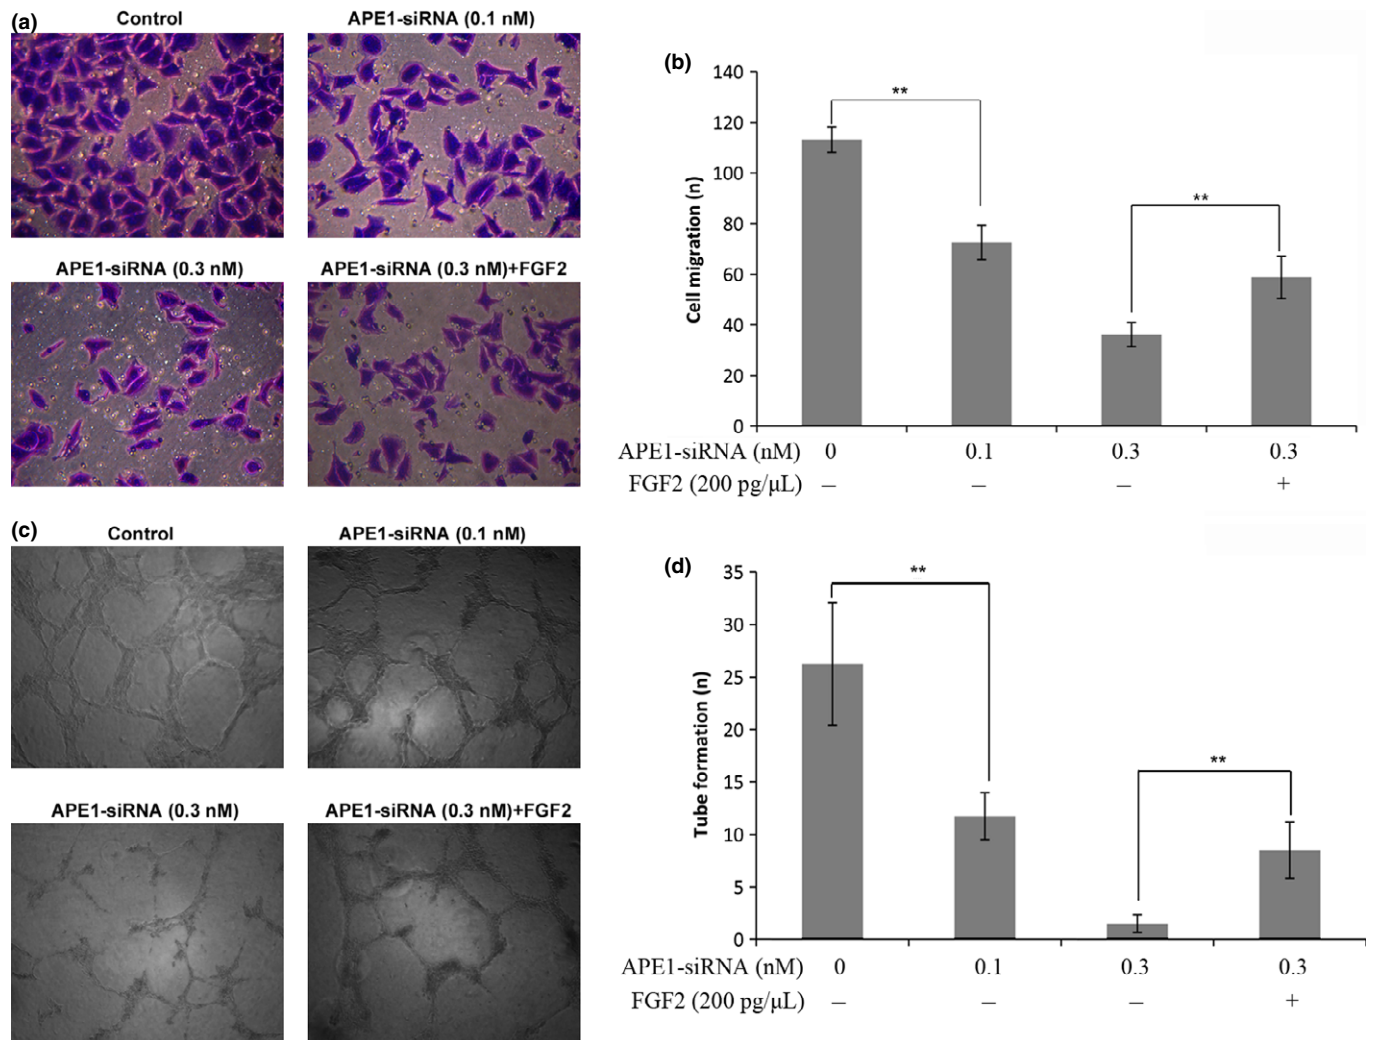 (a)
Control
APE1-siRNA (0.1 nM)
APE1-siRNA (0.3 nM)
APE1-siRNA (0.3 nM)+FGF2
(b)
140
120
100
80
60
40
20
0
Cell migration (n)
**
**
APE1-siRNA (nM) 0 0.1 0.3 0.3
FGF2 (200 pg/μL) – – – +
(c)
Control
APE1-siRNA (0.1 nM)
APE1-siRNA (0.3 nM)
APE1-siRNA (0.3 nM)+FGF2
(d)
35
30
25
20
15
10
5
0
Tube formation (n)
**
**
APE1-siRNA (nM) 0 0.1 0.3 0.3
FGF2 (200 pg/μL) – – – +